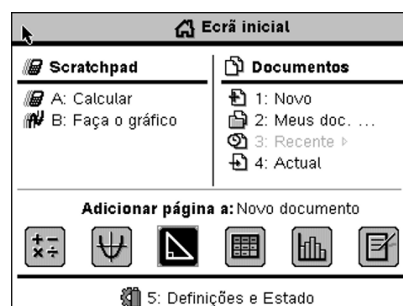 Ecrã inicial
Scratchpad
A: Calcular
B: Faça o gráfico
Documentos
1: Novo
2: Meus doc. ...
3: Recente ▹
4: Actual
Adicionar página a: Novo documento
5: Definições e Estado